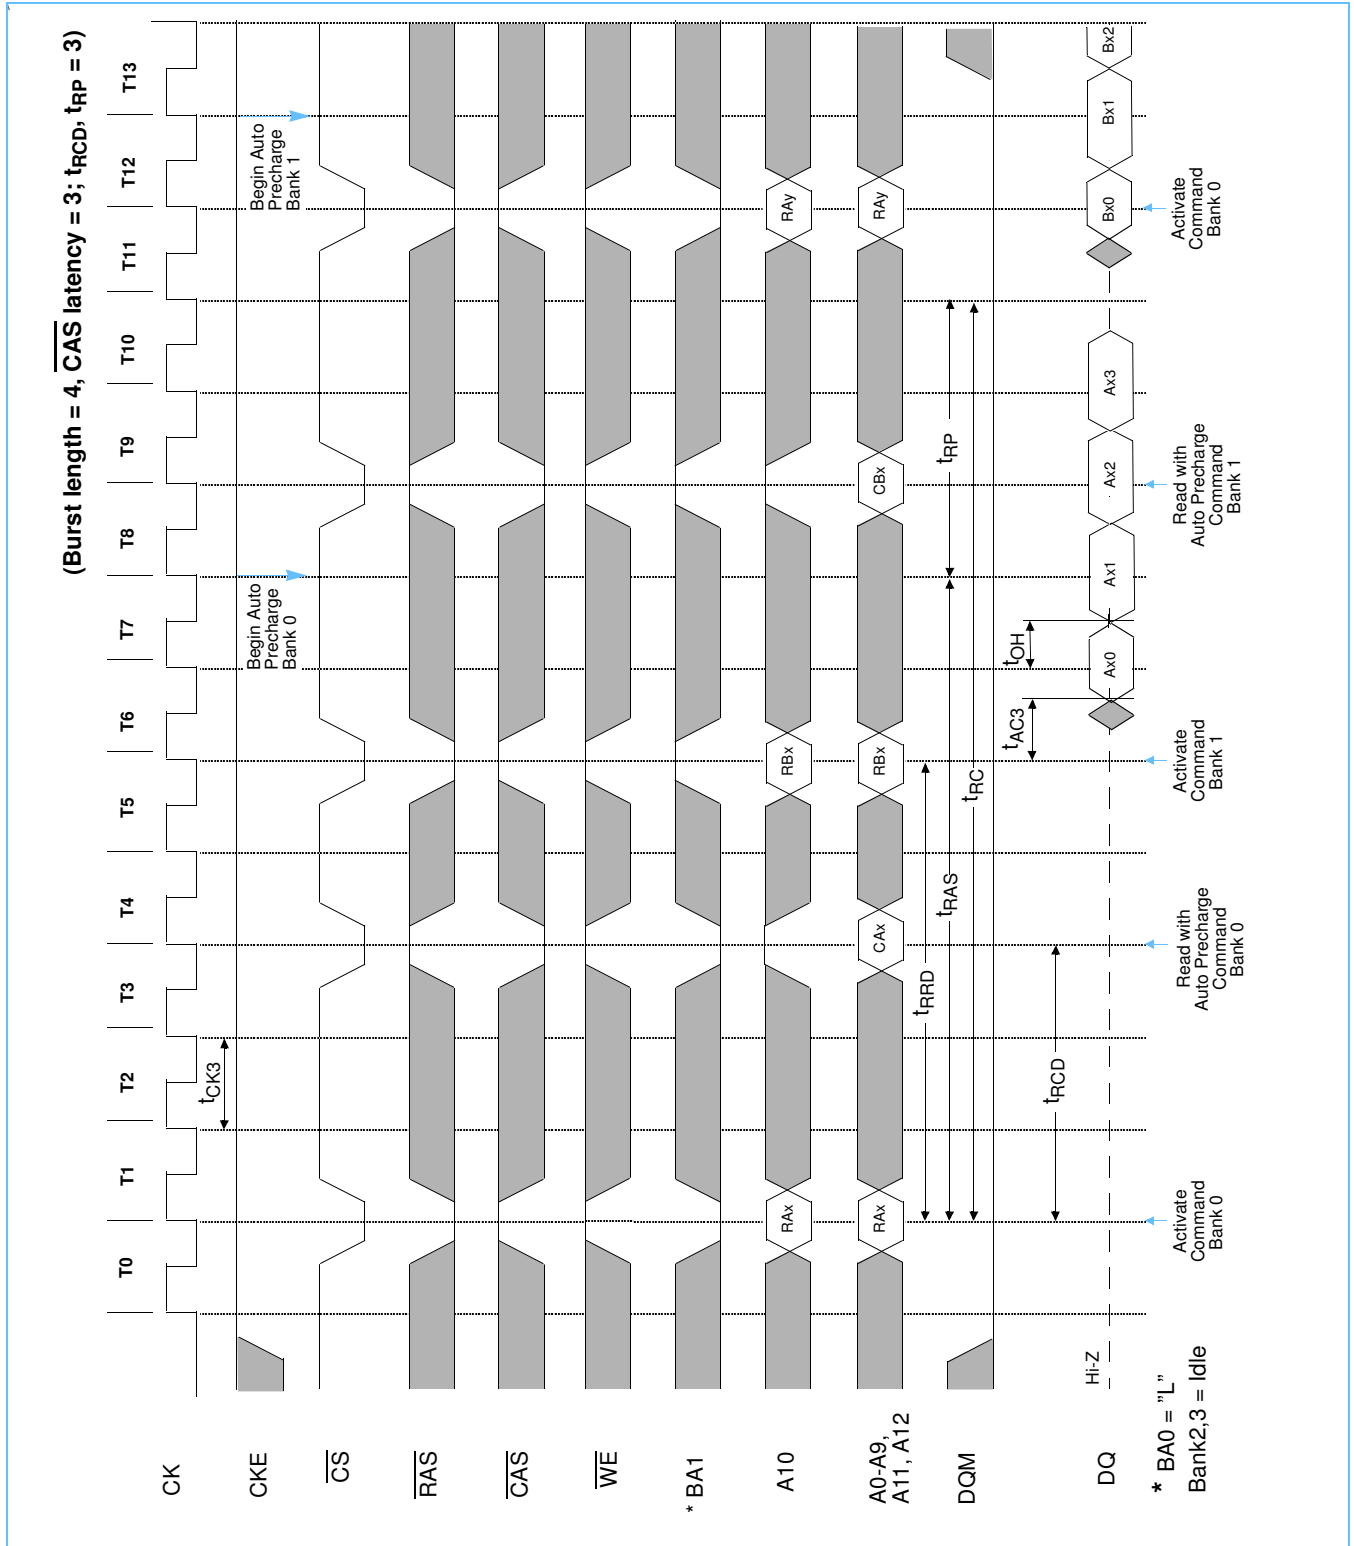 (Burst length = 4, CAS latency = 3; tRCD, tRP = 3)
T0 T1 T2 T3 T4 T5 T6 T7 T8 T9 T10 T11 T12 T13
CK
tCK3
CKE
Begin Auto
Precharge
Bank 0
Begin Auto
Precharge
Bank 1
CS
RAS
CAS
WE
* BA1
A10
RAx RBx RAy
A0-A9,
A11, A12
RAx CAx RBx CBx RAy
tRRD
tRAS
tRP
tRC
DQM
tRCD
tAC3
tOH
DQ
Hi-Z
Ax0 Ax1 Ax2 Ax3 Bx0 Bx1 Bx2
Activate
Command
Bank 0
Read with
Auto Precharge
Command
Bank 0
Activate
Command
Bank 1
Read with
Auto Precharge
Command
Bank 1
Activate
Command
Bank 0
* BA0 = ”L”
Bank2,3 = Idle